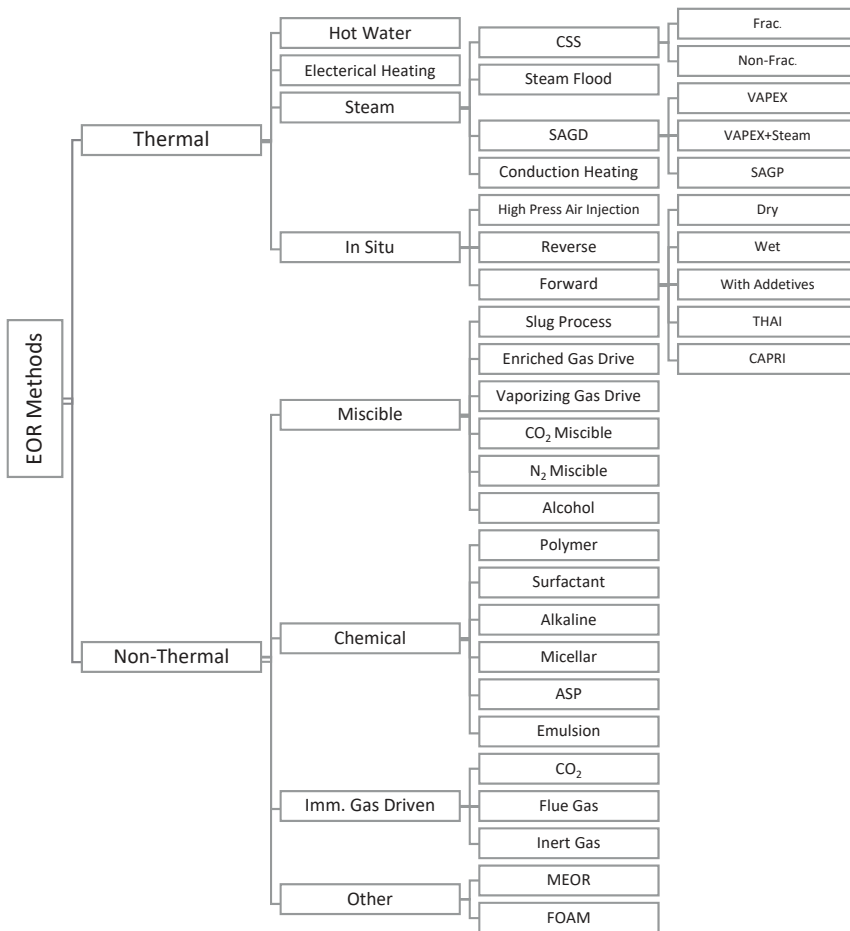 EOR Methods
Thermal
Hot Water
Electerical Heating
Steam
CSS
Frac.
Non-Frac.
Steam Flood
SAGD
VAPEX
VAPEX+Steam
SAGP
Conduction Heating
In Situ
High Press Air Injection
Reverse
Forward
Dry
Wet
With Addetives
THAI
CAPRI
Non-Thermal
Miscible
Slug Process
Enriched Gas Drive
Vaporizing Gas Drive
CO₂ Miscible
N₂ Miscible
Alcohol
Chemical
Polymer
Surfactant
Alkaline
Micellar
ASP
Emulsion
Imm. Gas Driven
CO₂
Flue Gas
Inert Gas
Other
MEOR
FOAM